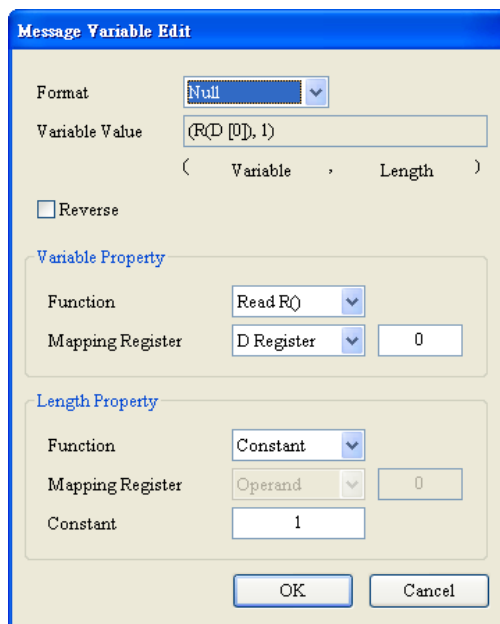 Message Variable Edit
Format Null
Variable Value (R(D [0]), 1)
( Variable , Length )
Reverse
Variable Property
Function Read R()
Mapping Register D Register 0
Length Property
Function Constant
Mapping Register Operand 0
Constant 1
OK Cancel